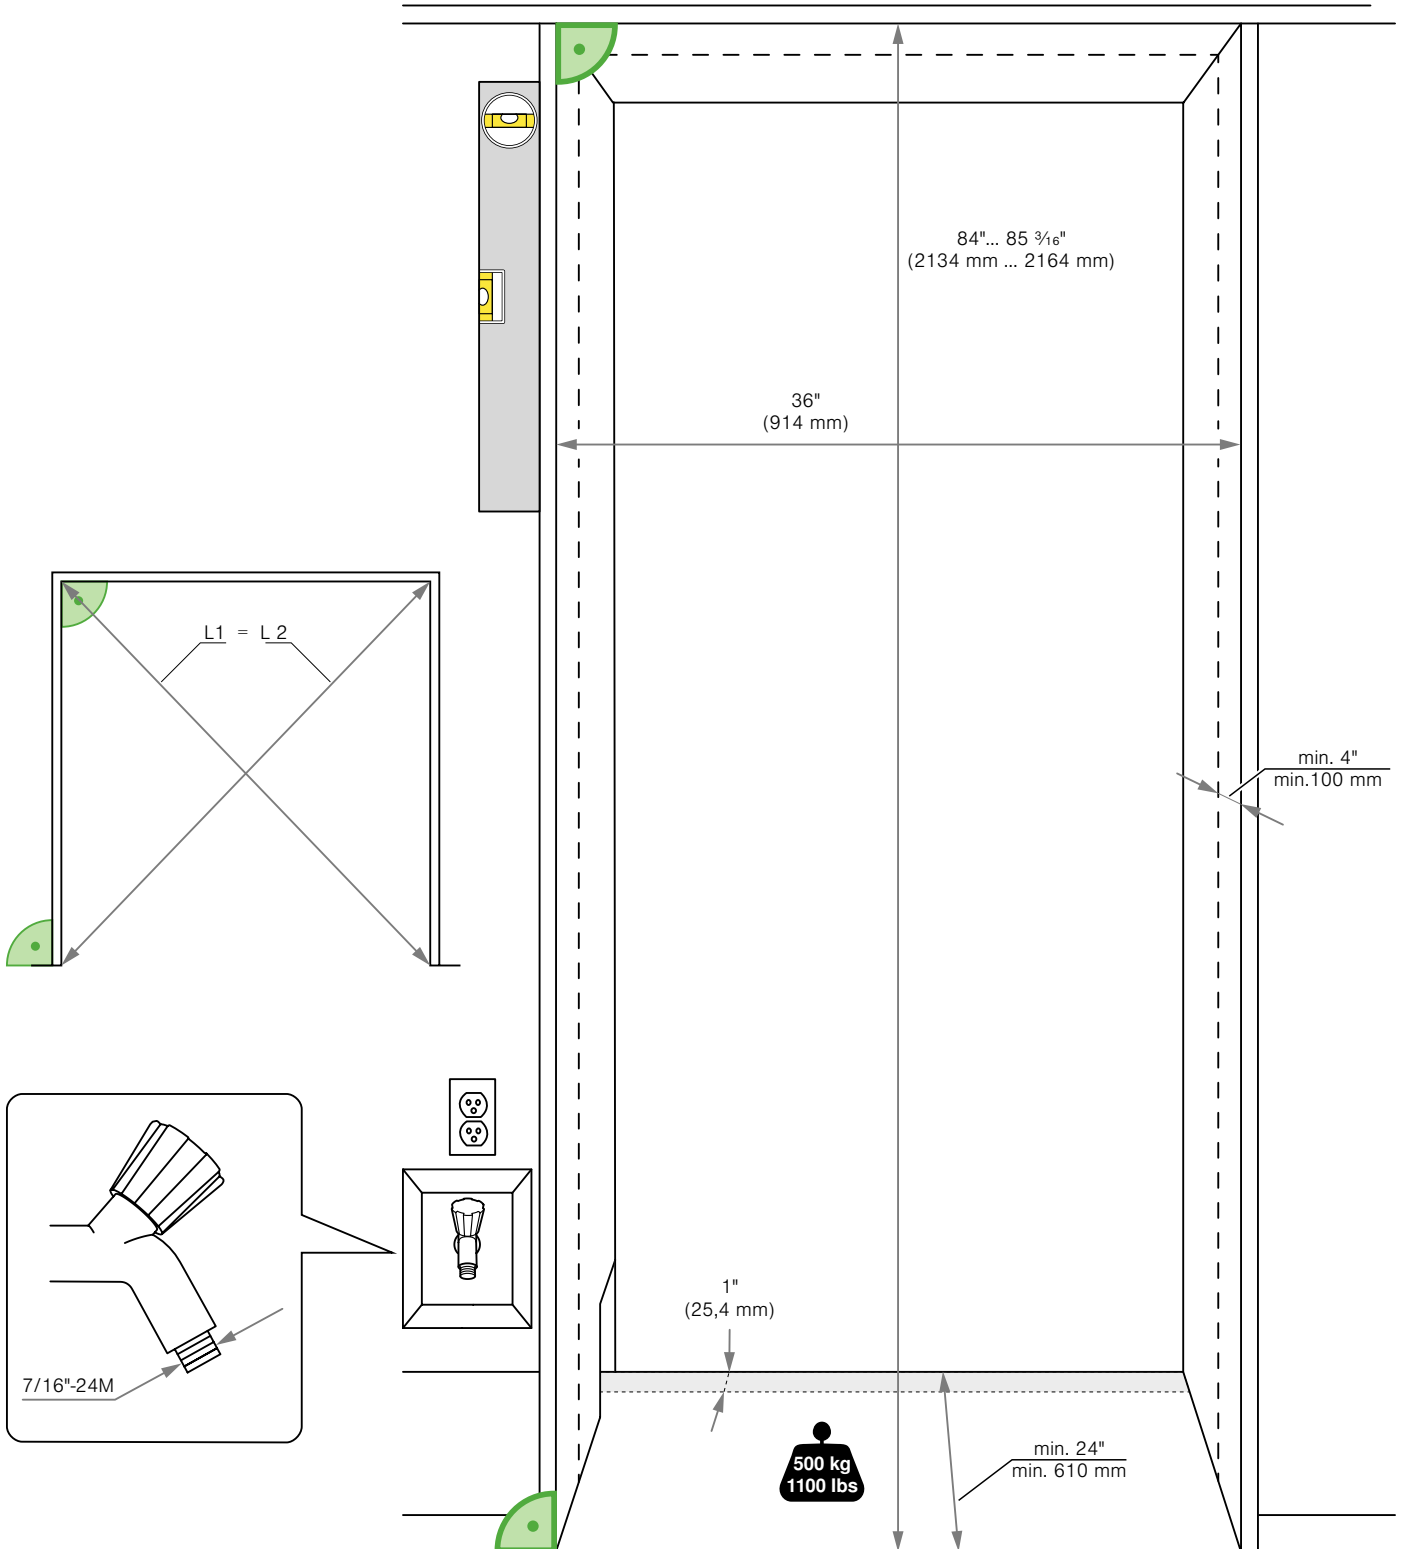 84"... 85 ³⁄₁₆"
(2134 mm ... 2164 mm)
36"
(914 mm)
L1 = L 2
min. 4"
min.100 mm
1"
(25,4 mm)
7/16"-24M
min. 24"
min. 610 mm
500 kg
1100 lbs